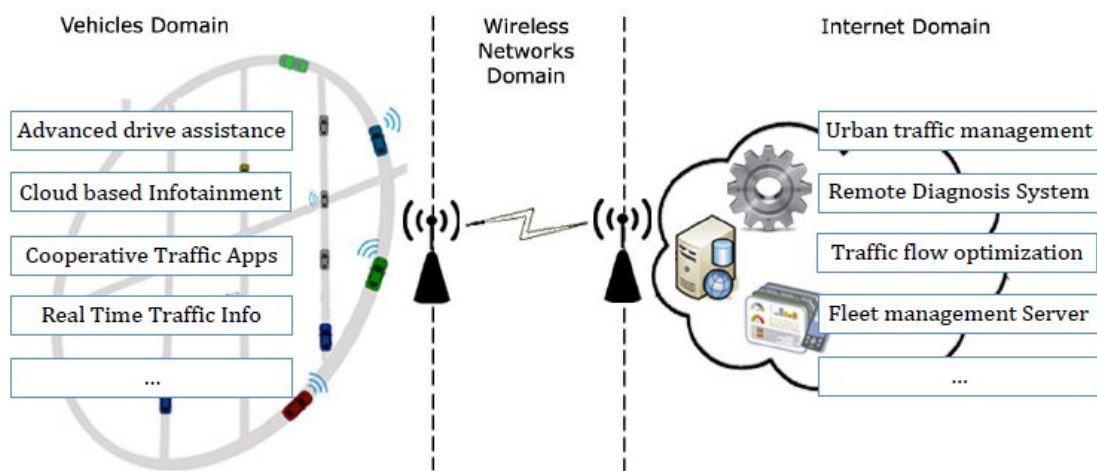 Vehicles Domain
Wireless
Networks
Domain
Internet Domain
Advanced drive assistance
Cloud based Infotainment
Cooperative Traffic Apps
Real Time Traffic Info
...
Urban traffic management
Remote Diagnosis System
Traffic flow optimization
Fleet management Server
...